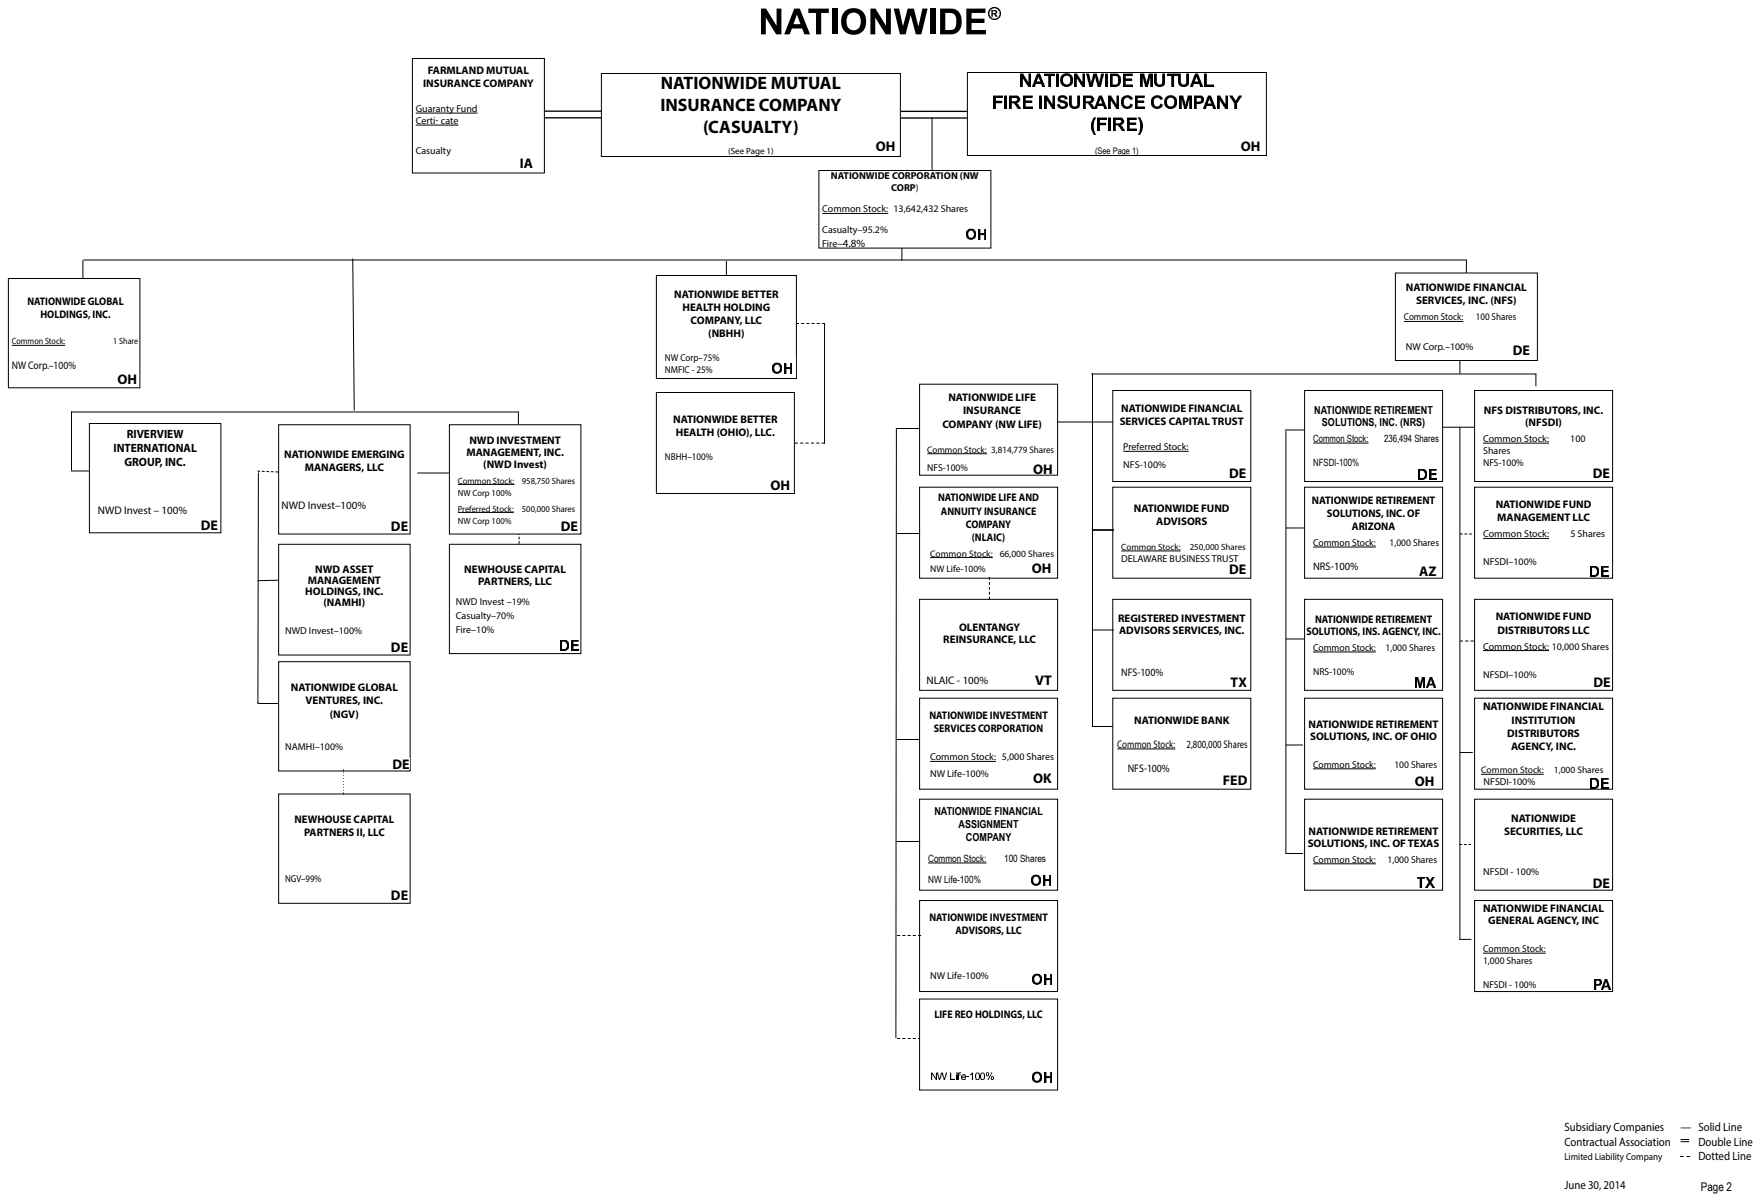 NATIONWIDE®
FARMLAND MUTUAL
INSURANCE COMPANY
Guaranty Fund
Certi- cate
Casualty
IA
NATIONWIDE MUTUAL
INSURANCE COMPANY
(CASUALTY)
(See Page 1)
OH
NATIONWIDE MUTUAL
FIRE INSURANCE COMPANY
(FIRE)
(See Page 1)
OH
NATIONWIDE CORPORATION (NW
CORP)
Common Stock: 13,642,432 Shares
Casualty–95.2%
Fire–4.8%
OH
NATIONWIDE GLOBAL
HOLDINGS, INC.
Common Stock: 1 Share
NW Corp.–100%
OH
NATIONWIDE BETTER
HEALTH HOLDING
COMPANY, LLC
(NBHH)
NW Corp–75%
NMFIC - 25%
OH
NATIONWIDE FINANCIAL
SERVICES, INC. (NFS)
Common Stock: 100 Shares
NW Corp.–100%
DE
RIVERVIEW
INTERNATIONAL
GROUP, INC.
NWD Invest – 100%
DE
NATIONWIDE EMERGING
MANAGERS, LLC
NWD Invest–100%
DE
NWD INVESTMENT
MANAGEMENT, INC.
(NWD Invest)
Common Stock: 958,750 Shares
NW Corp 100%
Preferred Stock: 500,000 Shares
NW Corp 100%
DE
NWD ASSET
MANAGEMENT
HOLDINGS, INC.
(NAMHI)
NWD Invest–100%
DE
NEWHOUSE CAPITAL
PARTNERS, LLC
NWD Invest –19%
Casualty–70%
Fire–10%
DE
NATIONWIDE GLOBAL
VENTURES, INC.
(NGV)
NAMHI–100%
DE
NEWHOUSE CAPITAL
PARTNERS II, LLC
NGV–99%
DE
NATIONWIDE BETTER
HEALTH (OHIO), LLC.
NBHH–100%
OH
NATIONWIDE LIFE
INSURANCE
COMPANY (NW LIFE)
Common Stock: 3,814,779 Shares
NFS-100%
OH
NATIONWIDE LIFE AND
ANNUITY INSURANCE
COMPANY
(NLAIC)
Common Stock: 66,000 Shares
NW Life-100%
OH
OLENTANGY
REINSURANCE, LLC
NLAIC - 100%
VT
NATIONWIDE INVESTMENT
SERVICES CORPORATION
Common Stock: 5,000 Shares
NW Life-100%
OK
NATIONWIDE FINANCIAL
ASSIGNMENT
COMPANY
Common Stock: 100 Shares
NW Life-100%
OH
NATIONWIDE INVESTMENT
ADVISORS, LLC
NW Life-100%
OH
LIFE REO HOLDINGS, LLC
NW Life-100%
OH
NATIONWIDE FINANCIAL
SERVICES CAPITAL TRUST
Preferred Stock:
NFS-100%
DE
NATIONWIDE FUND
ADVISORS
Common Stock: 250,000 Shares
DELAWARE BUSINESS TRUST
DE
REGISTERED INVESTMENT
ADVISORS SERVICES, INC.
NFS-100%
TX
NATIONWIDE BANK
Common Stock: 2,800,000 Shares
NFS-100%
FED
NATIONWIDE RETIREMENT
SOLUTIONS, INC. (NRS)
Common Stock: 236,494 Shares
NFSDI-100%
DE
NATIONWIDE RETIREMENT
SOLUTIONS, INC. OF
ARIZONA
Common Stock: 1,000 Shares
NRS-100%
AZ
NATIONWIDE RETIREMENT
SOLUTIONS, INS. AGENCY, INC.
Common Stock: 1,000 Shares
NRS-100%
MA
NATIONWIDE RETIREMENT
SOLUTIONS, INC. OF OHIO
Common Stock: 100 Shares
OH
NATIONWIDE RETIREMENT
SOLUTIONS, INC. OF TEXAS
Common Stock: 1,000 Shares
TX
NFS DISTRIBUTORS, INC.
(NFSDI)
Common Stock: 100
Shares
NFS-100%
DE
NATIONWIDE FUND
MANAGEMENT LLC
Common Stock: 5 Shares
NFSDI–100%
DE
NATIONWIDE FUND
DISTRIBUTORS LLC
Common Stock: 10,000 Shares
NFSDI–100%
DE
NATIONWIDE FINANCIAL
INSTITUTION
DISTRIBUTORS
AGENCY, INC.
Common Stock: 1,000 Shares
NFSDI-100%
DE
NATIONWIDE
SECURITIES, LLC
NFSDI - 100%
DE
NATIONWIDE FINANCIAL
GENERAL AGENCY, INC
Common Stock:
1,000 Shares
NFSDI - 100%
PA
Subsidiary Companies — Solid Line
Contractual Association = Double Line
Limited Liability Company -- Dotted Line
June 30, 2014 Page 2